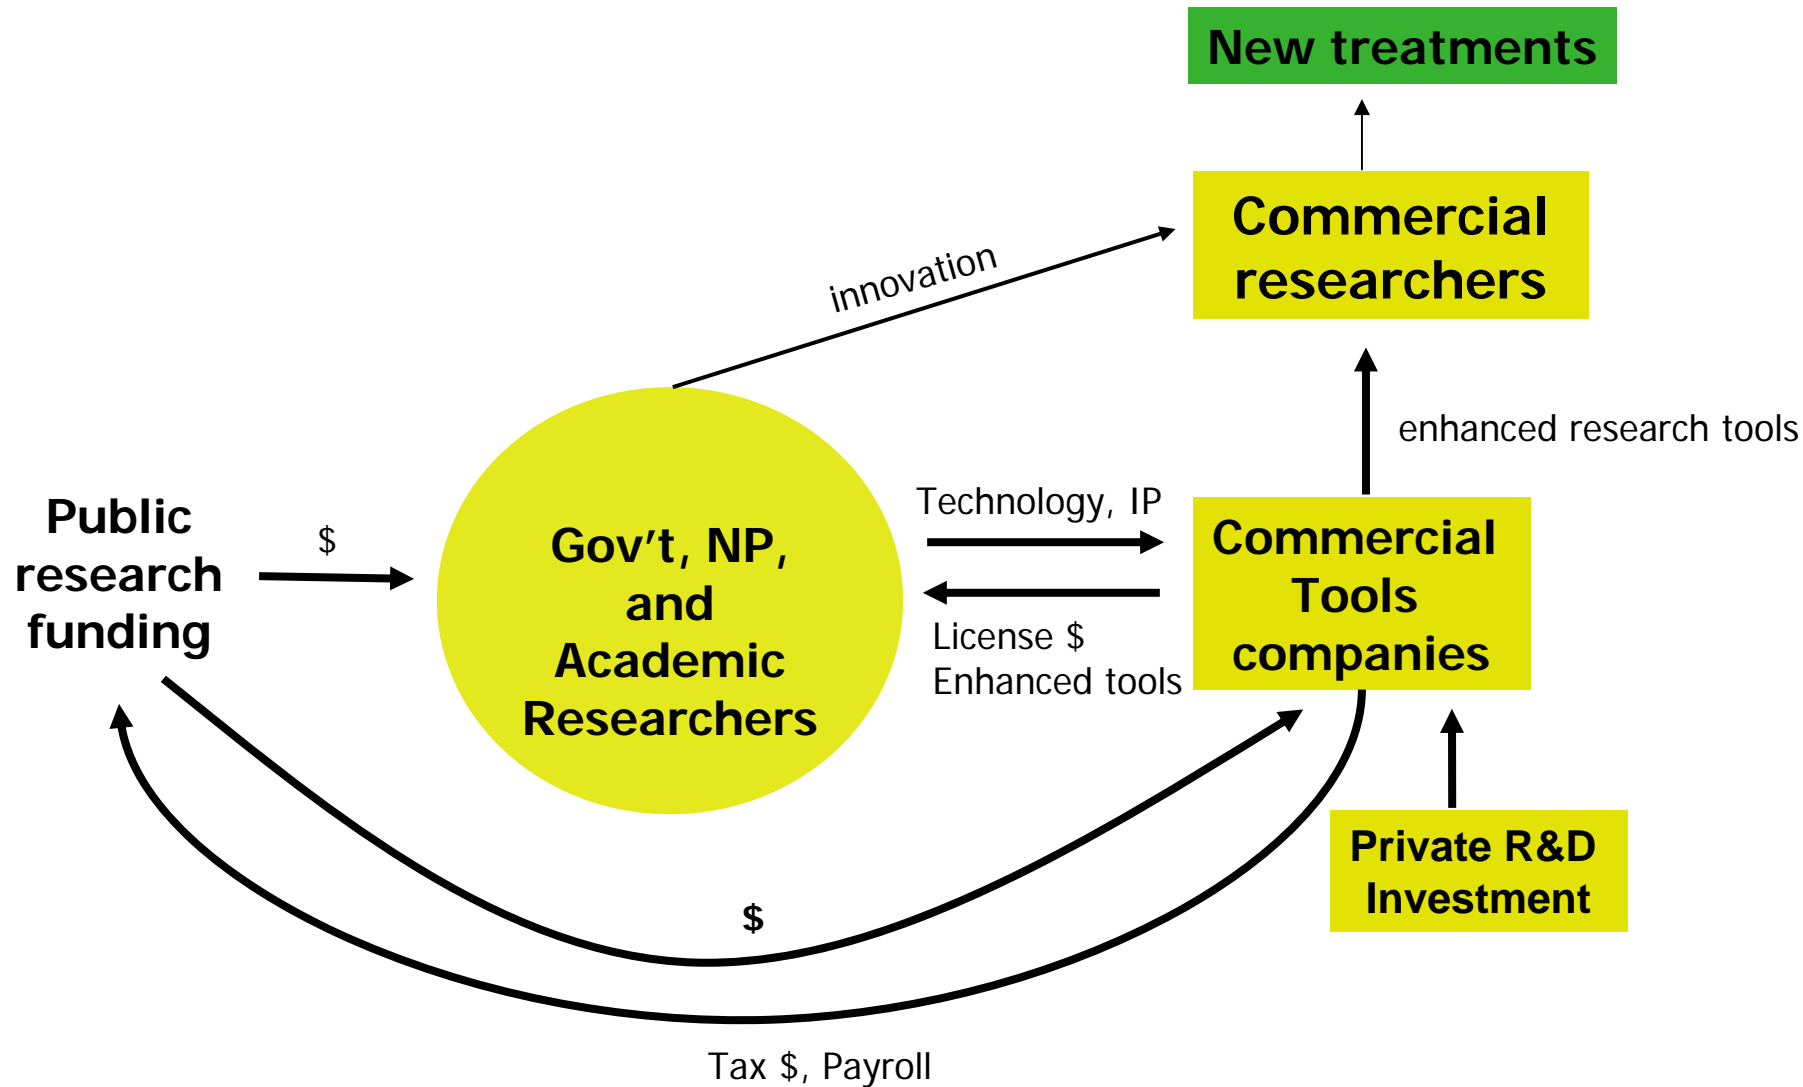 New treatments
Commercial
researchers
innovation
enhanced research tools
Public
research
funding
$
Gov’t, NP,
and
Academic
Researchers
Technology, IP
License $
Enhanced tools
Commercial
Tools
companies
Private R&D
Investment
$
Tax $, Payroll